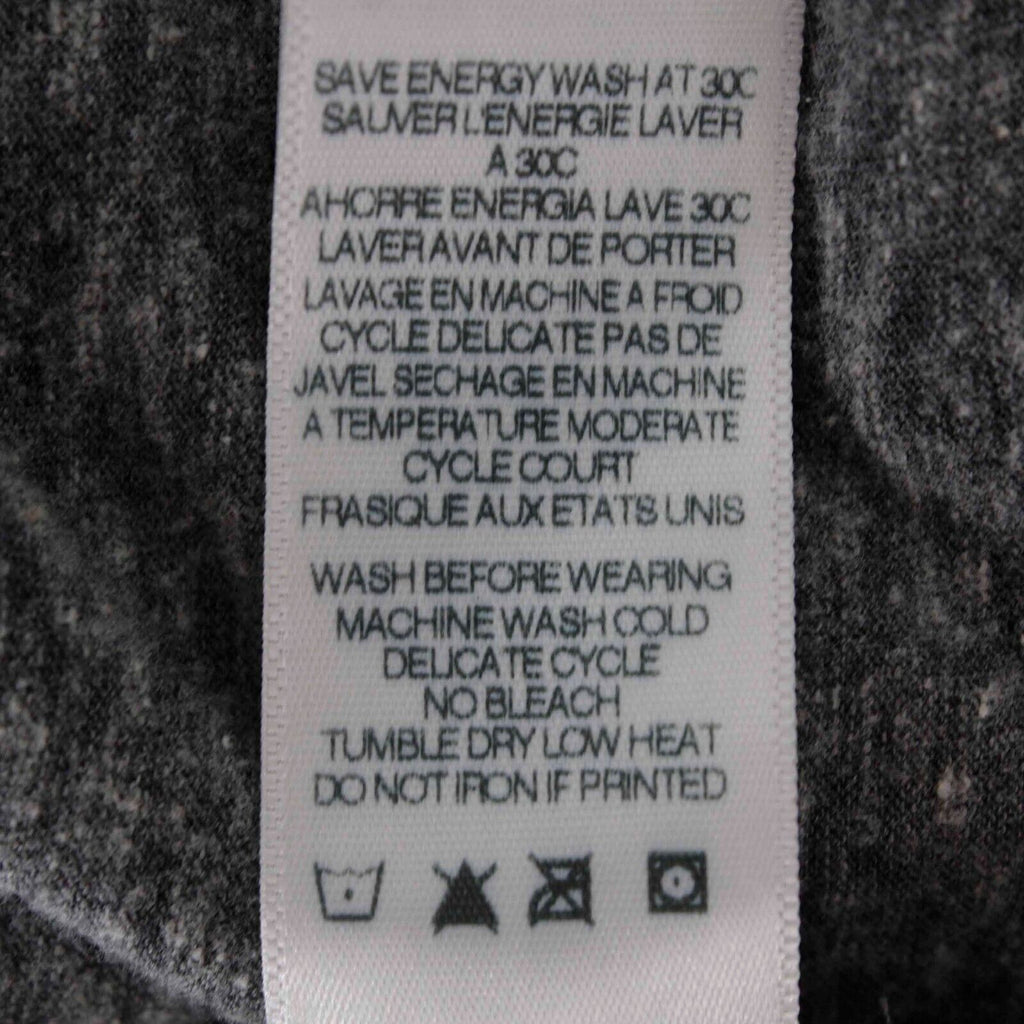 SAVE ENERGY WASH AT 30C
SAUVER L'ENERGIE LAVER
A 30C
AHORRE ENERGIA LAVE 30C
LAVER AVANT DE PORTER
LAVAGE EN MACHINE A FROID
CYCLE DELICATE PAS DE
JAVEL SECHAGE EN MACHINE
A TEMPERATURE MODERATE
CYCLE COURT
FRASIQUE AUX ETATS UNIS
WASH BEFORE WEARING
MACHINE WASH COLD
DELICATE CYCLE
NO BLEACH
TUMBLE DRY LOW HEAT
DO NOT IRON IF PRINTED